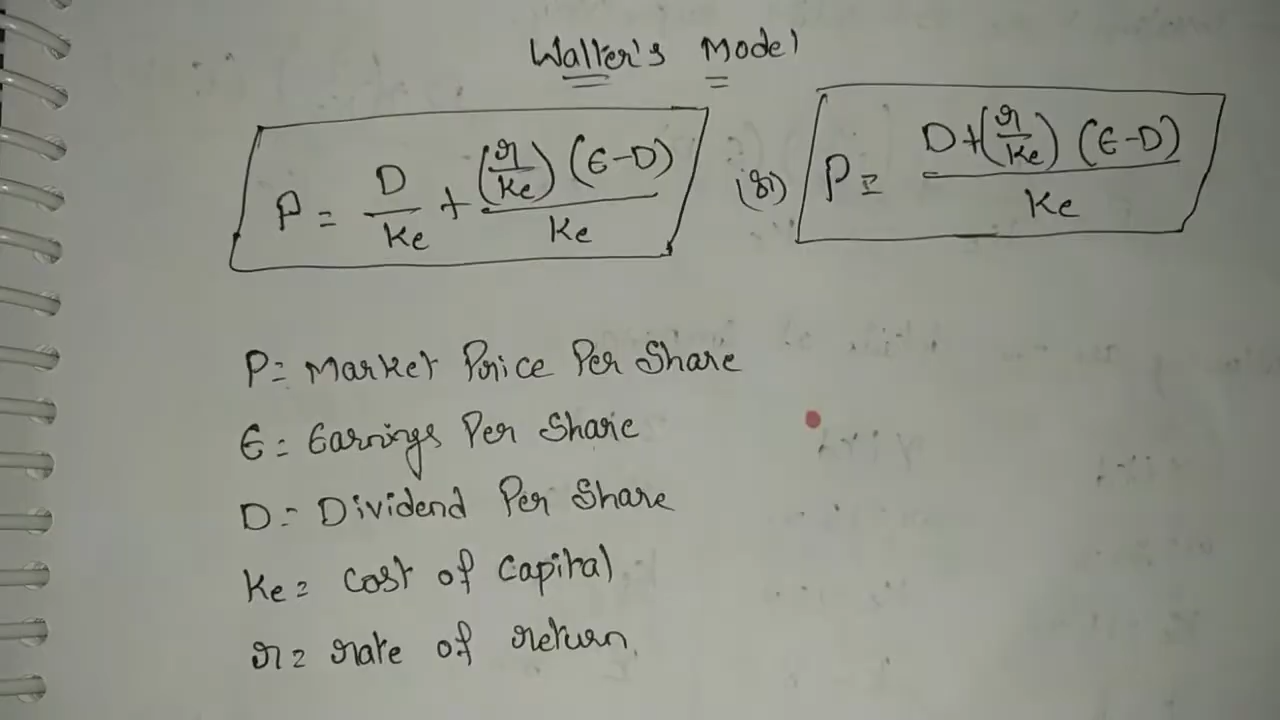 Walter's Model
P = D/Ke + (r/Ke) (E-D)/Ke (or) P = D+(r/Ke) (E-D)/Ke
P= Market Price Per Share
E= Earnings Per Share
D= Dividend Per Share
Ke= Cost of Capital
r= rate of return